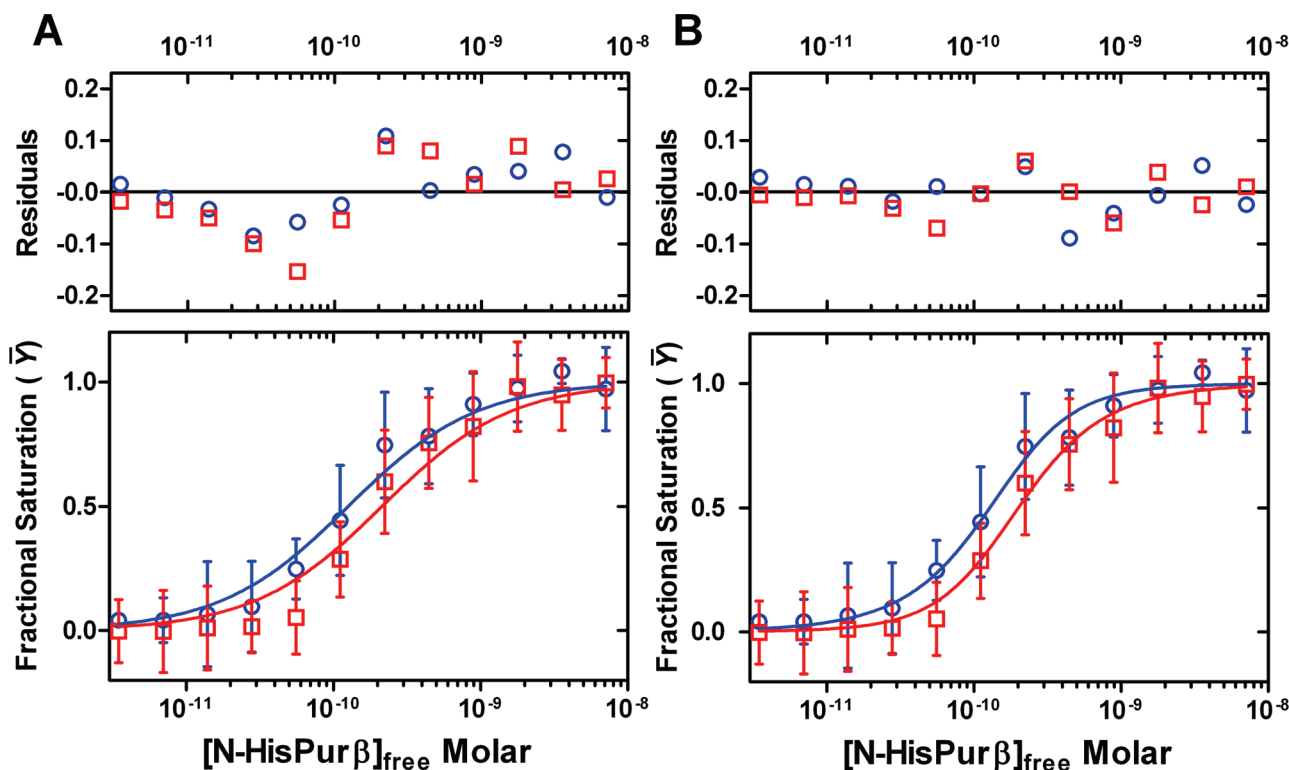 A
B
10-11 10-10 10-9 10-8
10-11 10-10 10-9 10-8
Residuals
0.2
0.1
-0.0
-0.1
-0.2
Residuals
0.2
0.1
-0.0
-0.1
-0.2
Fractional Saturation ( Y̅ )
1.0
0.5
0.0
Fractional Saturation ( Y̅ )
1.0
0.5
0.0
10-11 10-10 10-9 10-8
10-11 10-10 10-9 10-8
[N-HisPurβ]free Molar
[N-HisPurβ]free Molar